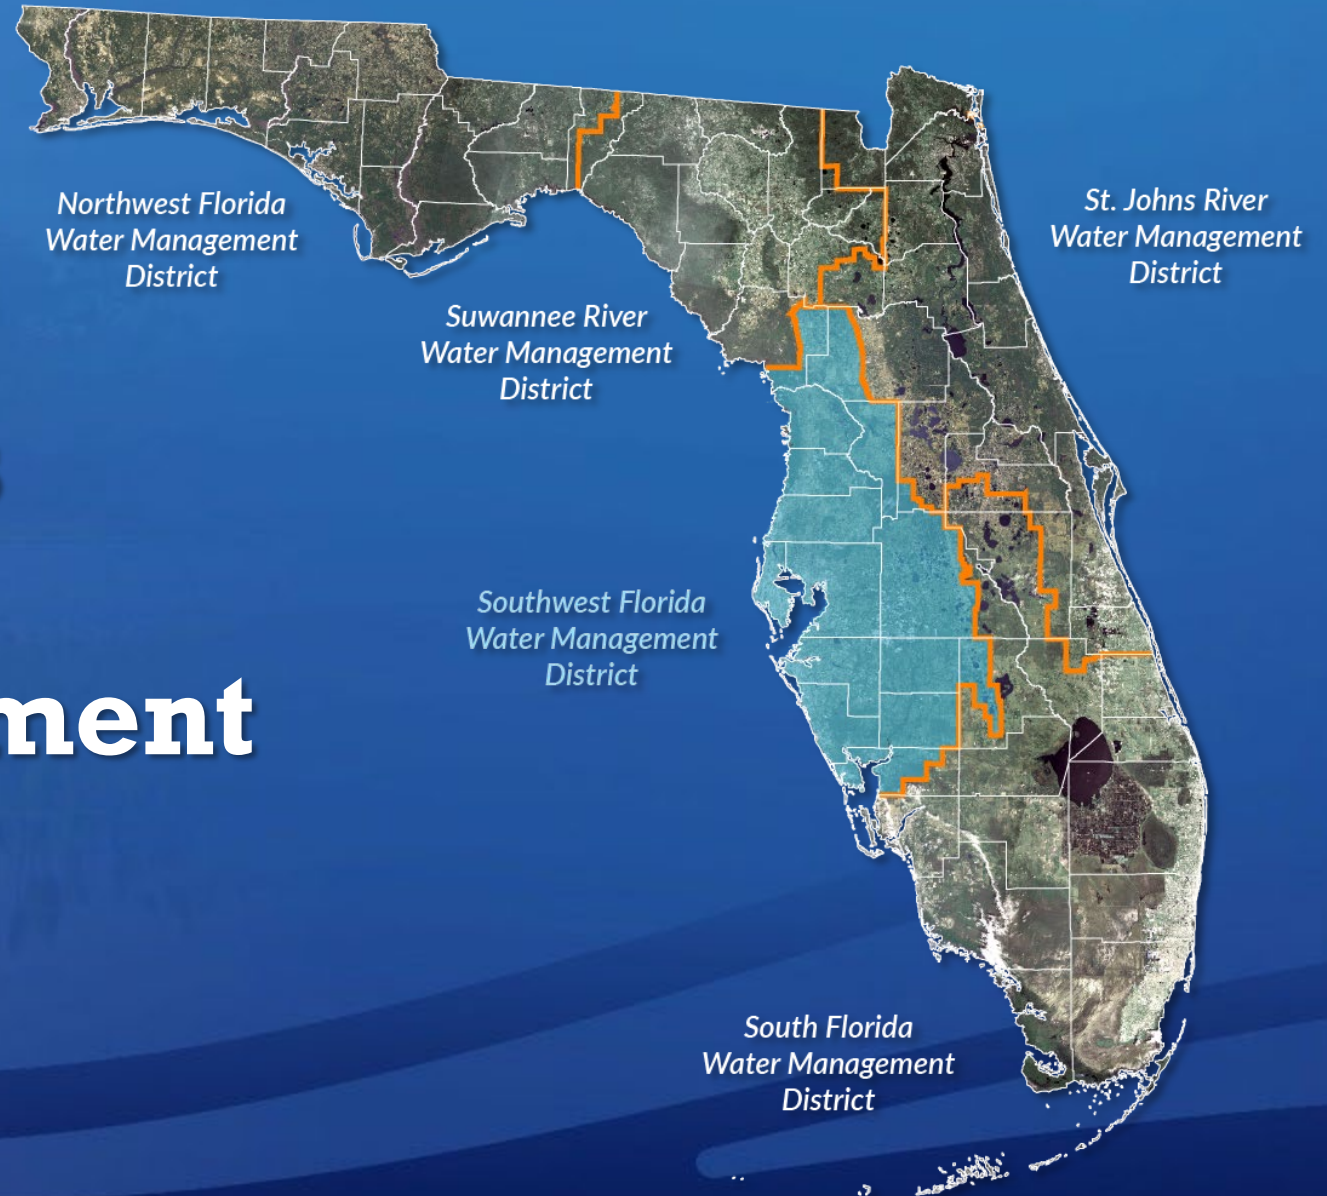 Northwest Florida
Water Management
District
St. Johns River
Water Management
District
Suwannee River
Water Management
District
Southwest Florida
Water Management
District
ment
South Florida
Water Management
District